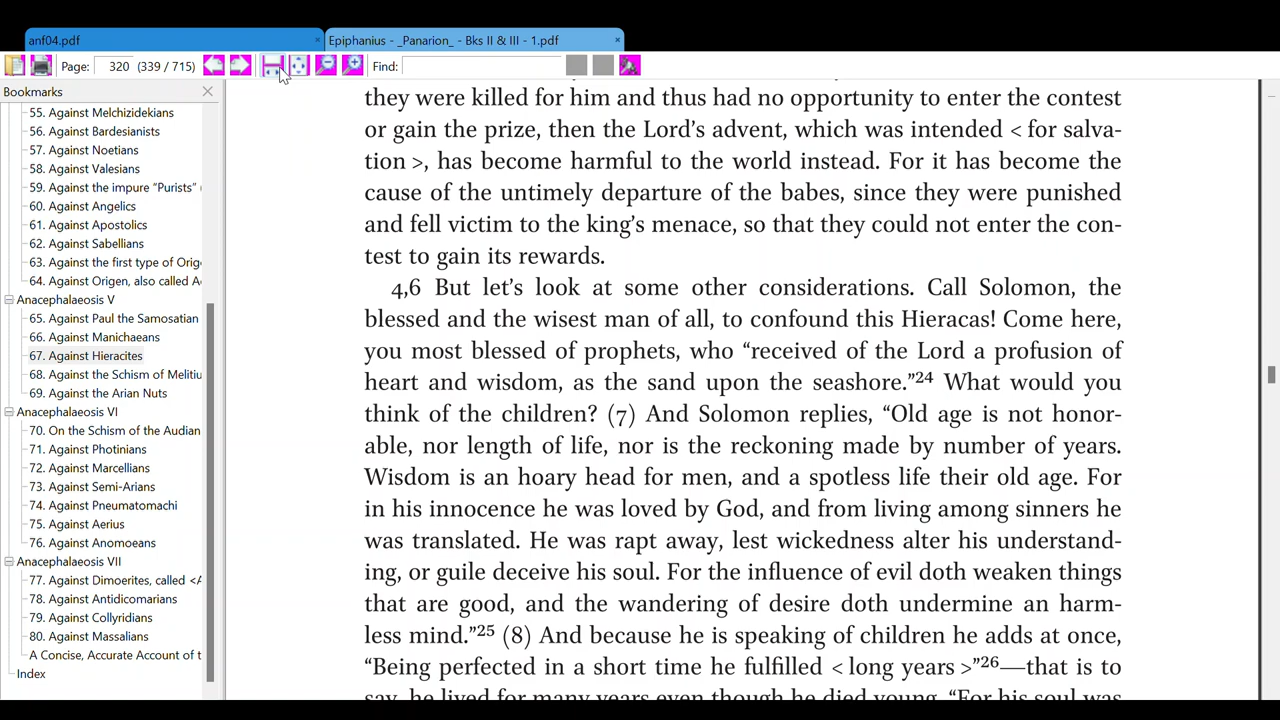 anf04.pdf
Epiphanius - _Panarion_ - Bks II & III - 1.pdf
Page: 320 (339 / 715) Find:
Bookmarks
55. Against Melchizidekians
56. Against Bardesianists
57. Against Noetians
58. Against Valesians
59. Against the impure “Purists” (
60. Against Angelics
61. Against Apostolics
62. Against Sabellians
63. Against the first type of Orige
64. Against Origen, also called Ad
Anacephalaeosis V
65. Against Paul the Samosatian
66. Against Manichaeans
67. Against Hieracites
68. Against the Schism of Melitiu
69. Against the Arian Nuts
Anacephalaeosis VI
70. On the Schism of the Audian
71. Against Photinians
72. Against Marcellians
73. Against Semi-Arians
74. Against Pneumatomachi
75. Against Aerius
76. Against Anomoeans
Anacephalaeosis VII
77. Against Dimoerites, called <A
78. Against Antidicomarians
79. Against Collyridians
80. Against Massalians
A Concise, Accurate Account of t
Index
they were killed for him and thus had no opportunity to enter the contest
or gain the prize, then the Lord’s advent, which was intended < for salva-
tion >, has become harmful to the world instead. For it has become the
cause of the untimely departure of the babes, since they were punished
and fell victim to the king’s menace, so that they could not enter the con-
test to gain its rewards.
4,6 But let’s look at some other considerations. Call Solomon, the
blessed and the wisest man of all, to confound this Hieracas! Come here,
you most blessed of prophets, who “received of the Lord a profusion of
heart and wisdom, as the sand upon the seashore.”24 What would you
think of the children? (7) And Solomon replies, “Old age is not honor-
able, nor length of life, nor is the reckoning made by number of years.
Wisdom is an hoary head for men, and a spotless life their old age. For
in his innocence he was loved by God, and from living among sinners he
was translated. He was rapt away, lest wickedness alter his understand-
ing, or guile deceive his soul. For the influence of evil doth weaken things
that are good, and the wandering of desire doth undermine an harm-
less mind.”25 (8) And because he is speaking of children he adds at once,
“Being perfected in a short time he fulfilled < long years >”26—that is to
say, he lived for many years even though he died young. “For his soul was